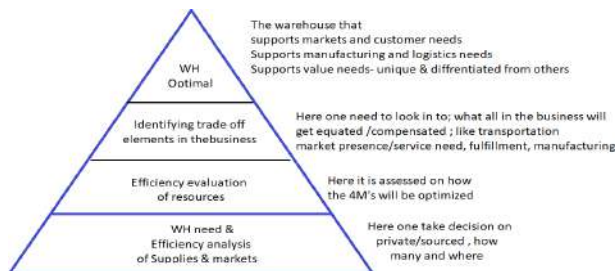 The warehouse that
supports markets and customer needs
Supports manufacturing and logistics needs
Supports value needs- unique & diffrentiated from others
WH
Optimal
Identifying trade off
elements in thebusiness
Here one need to look in to; what all in the business will
get equated /compensated ; like transportation
market presence/service need, fulfillment, manufacturing
Efficiency evaluation
of resources
Here it is assessed on how
the 4M's will be optimized
WH need &
Efficiency analysis
of Supplies & markets
Here one take decision on
private/sourced , how
many and where